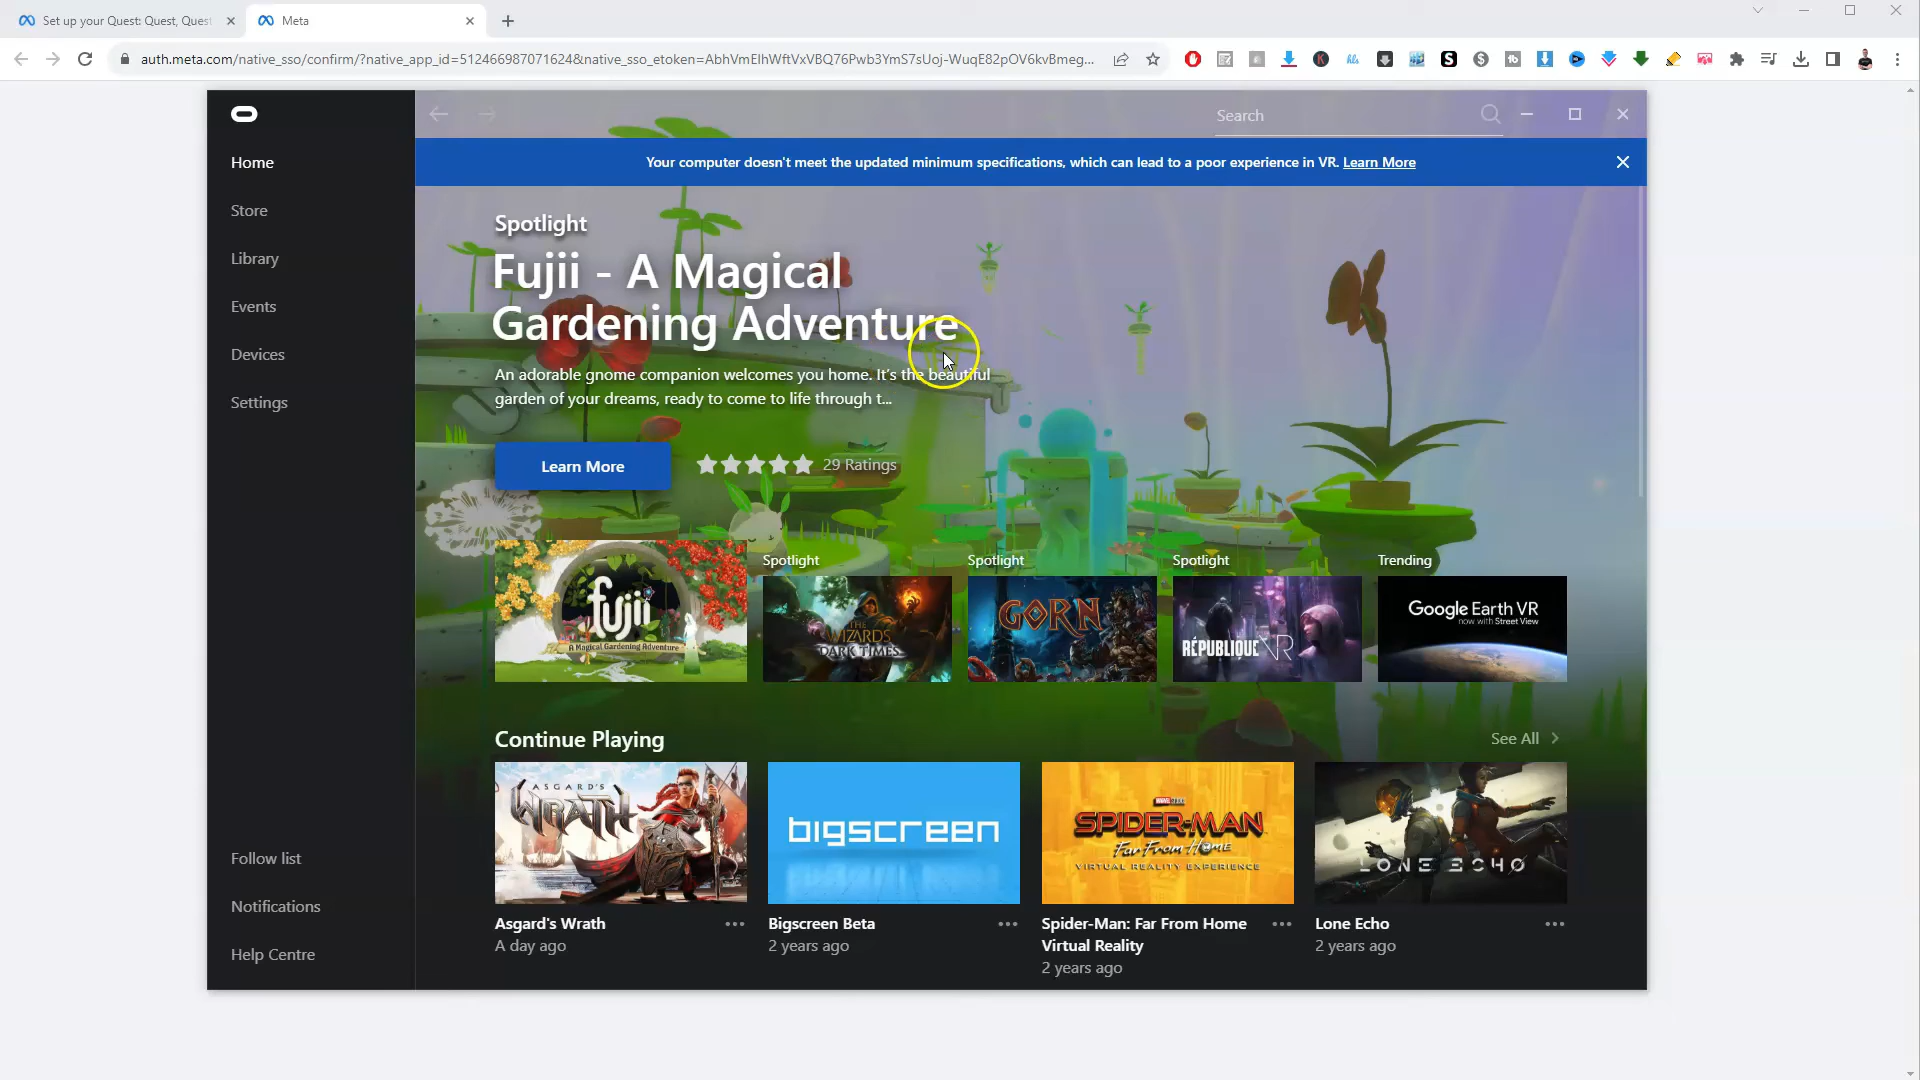 Set up your Quest: Quest, Quest
Meta
auth.meta.com/native_sso/confirm/?native_app_id=512466987071624&native_sso_etoken=AbhVmElhWftVxVBQ76Pwb3YmS7sUoj-WuqE82pOV6kvBmeg...
Search
Home
Your computer doesn't meet the updated minimum specifications, which can lead to a poor experience in VR. Learn More
Store
Library
Events
Devices
Settings
Follow list
Notifications
Help Centre
Spotlight
Fujii - A Magical
Gardening Adventure
An adorable gnome companion welcomes you home. It's the beautiful
garden of your dreams, ready to come to life through t...
Learn More
29 Ratings
fujii
A Magical Gardening Adventure
Spotlight
THE
WIZARDS
DARK TIMES
Spotlight
GORN
Spotlight
RÉPUBLIQUE VR
Trending
Google Earth VR
now with Street View
Continue Playing
See All
ASGARD'S
WRATH
Asgard's Wrath
A day ago
bigscreen
Bigscreen Beta
2 years ago
SPIDER-MAN
Far From Home
VIRTUAL REALITY EXPERIENCE
Spider-Man: Far From Home
Virtual Reality
2 years ago
LONE ECHO
Lone Echo
2 years ago